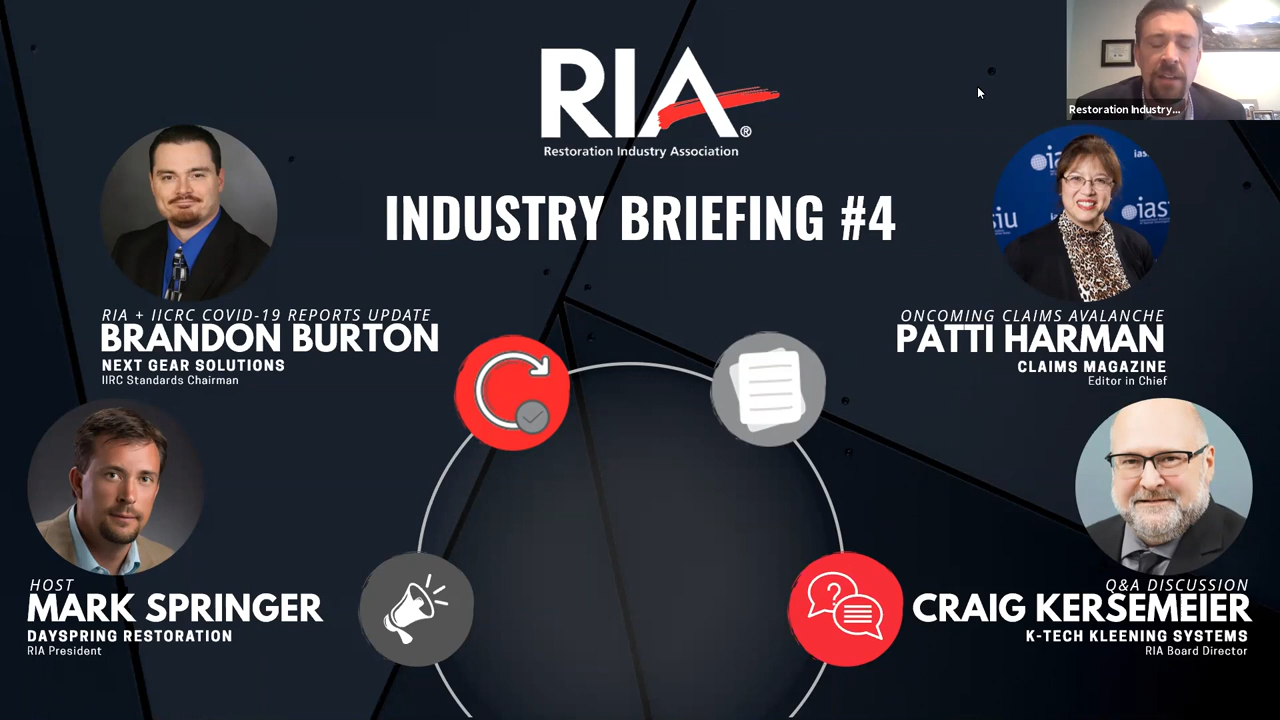 Restoration Industry...
RIA®
Restoration Industry Association
INDUSTRY BRIEFING #4
RIA + IICRC COVID-19 REPORTS UPDATE
BRANDON BURTON
NEXT GEAR SOLUTIONS
IIRC Standards Chairman
ONCOMING CLAIMS AVALANCHE
PATTI HARMAN
CLAIMS MAGAZINE
Editor in Chief
HOST
MARK SPRINGER
DAYSPRING RESTORATION
RIA President
Q&A DISCUSSION
CRAIG KERSEMEIER
K-TECH KLEENING SYSTEMS
RIA Board Director
?